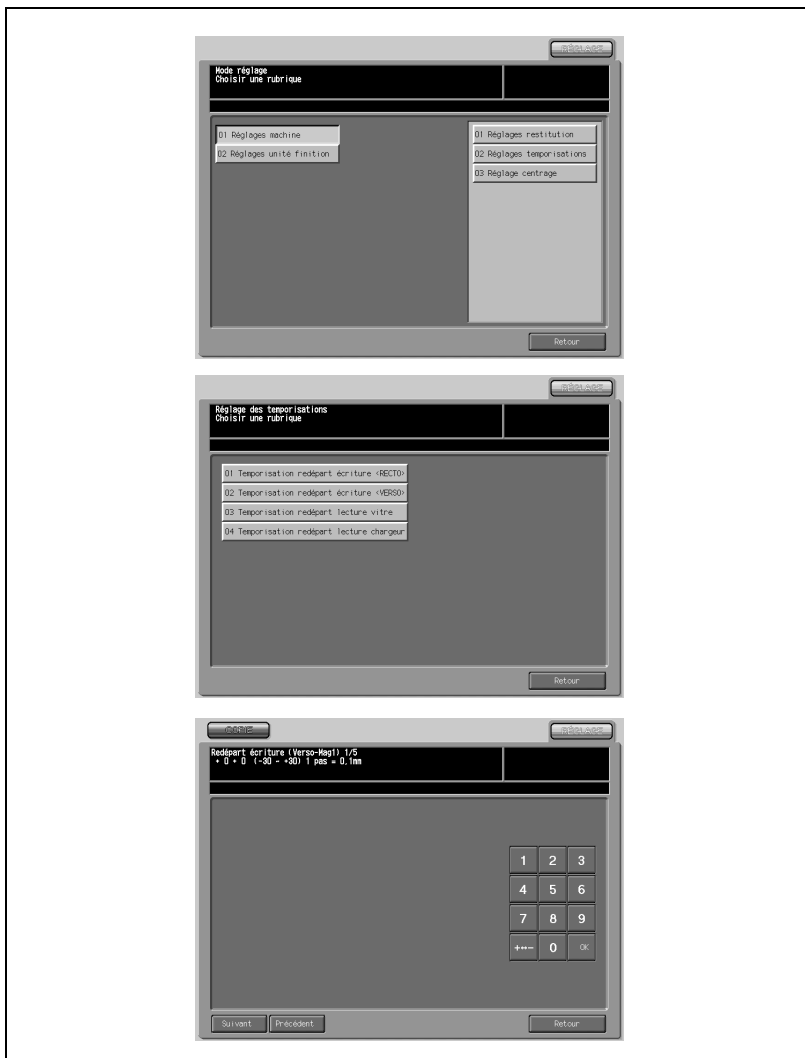 RÉGLAGE
Mode réglage
Choisir une rubrique
01 Réglages machine
02 Réglages unité finition
01 Réglages restitution
02 Réglages temporisations
03 Réglage centrage
Retour
RÉGLAGE
Réglage des temporisations
Choisir une rubrique
01 Temporisation redépart écriture <RECTO>
02 Temporisation redépart écriture <VERSO>
03 Temporisation redépart lecture vitre
04 Temporisation redépart lecture chargeur
Retour
COPIE
RÉGLAGE
Redépart écriture (Verso-Mag1) 1/5
+ 0 + 0 (-30 - +30) 1 pas = 0,1mm
1 2 3
4 5 6
7 8 9
+↔− 0 OK
Suivant Précédent
Retour